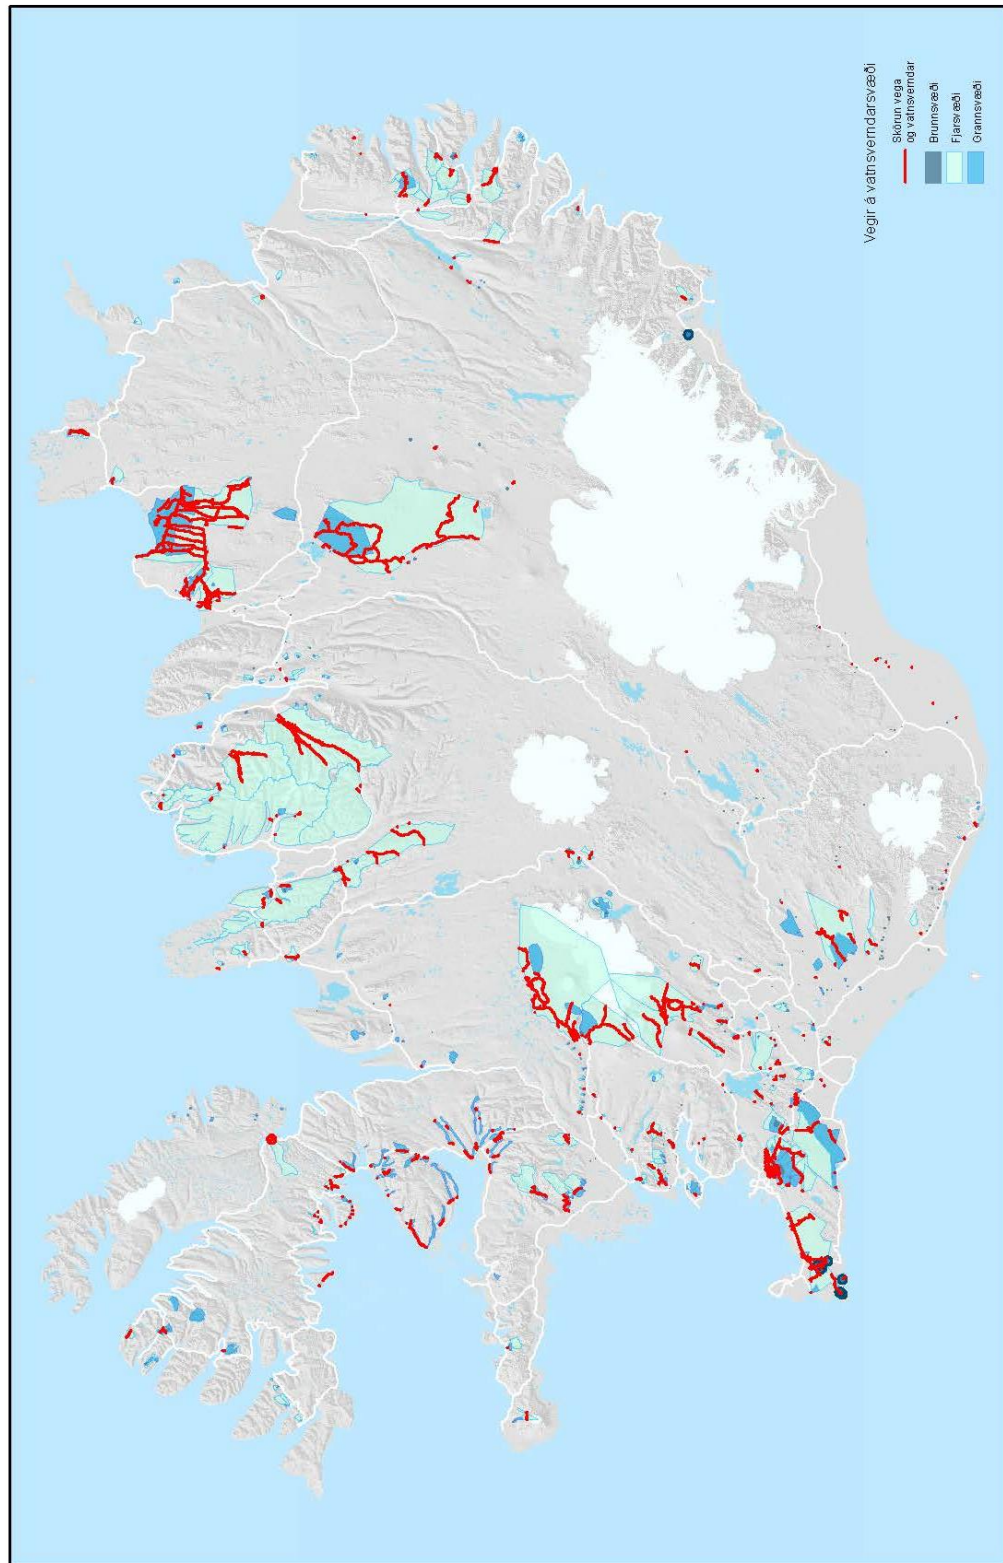 Vegir á vatnsverndarsvæði
Skörun vega
og vatnsverndar
Brunnsvæði
Fjarsvæði
Grannsvæði